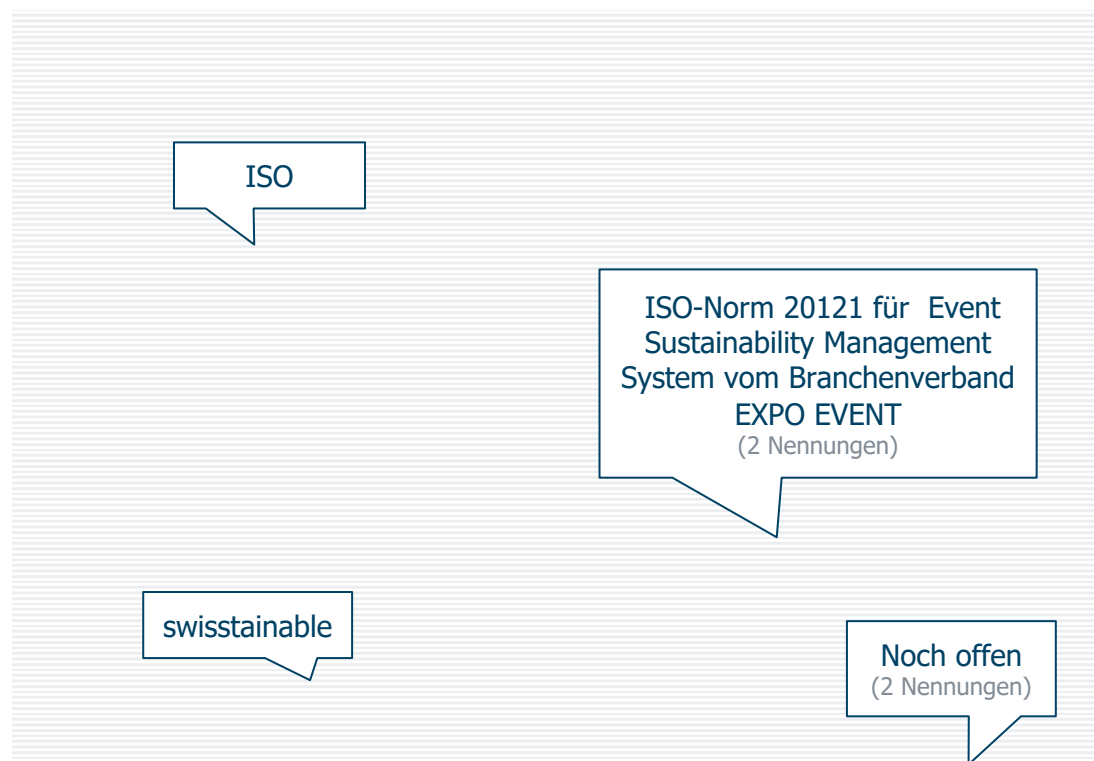 ISO
ISO-Norm 20121 für  Event
Sustainability Management
System vom Branchenverband
EXPO EVENT
(2 Nennungen)
swisstainable
Noch offen
(2 Nennungen)